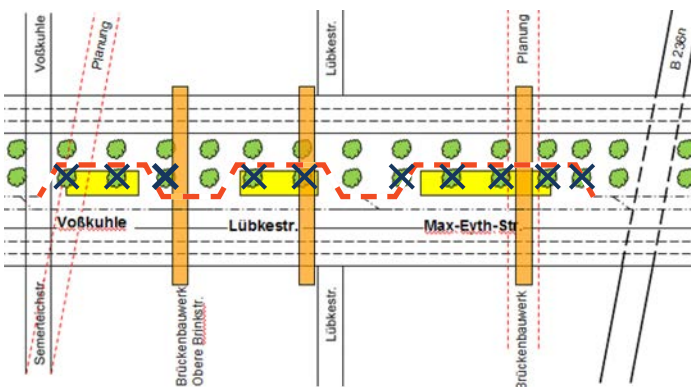 Voßkuhle
Planung
Lübkestr.
Planung
B 236n
Voßkuhle
Lübkestr.
Max-Eyth-Str.
Semerteichstr.
Brückenbauwerk
Obere Brinkstr.
Lübkestr.
Brückenbauwerk